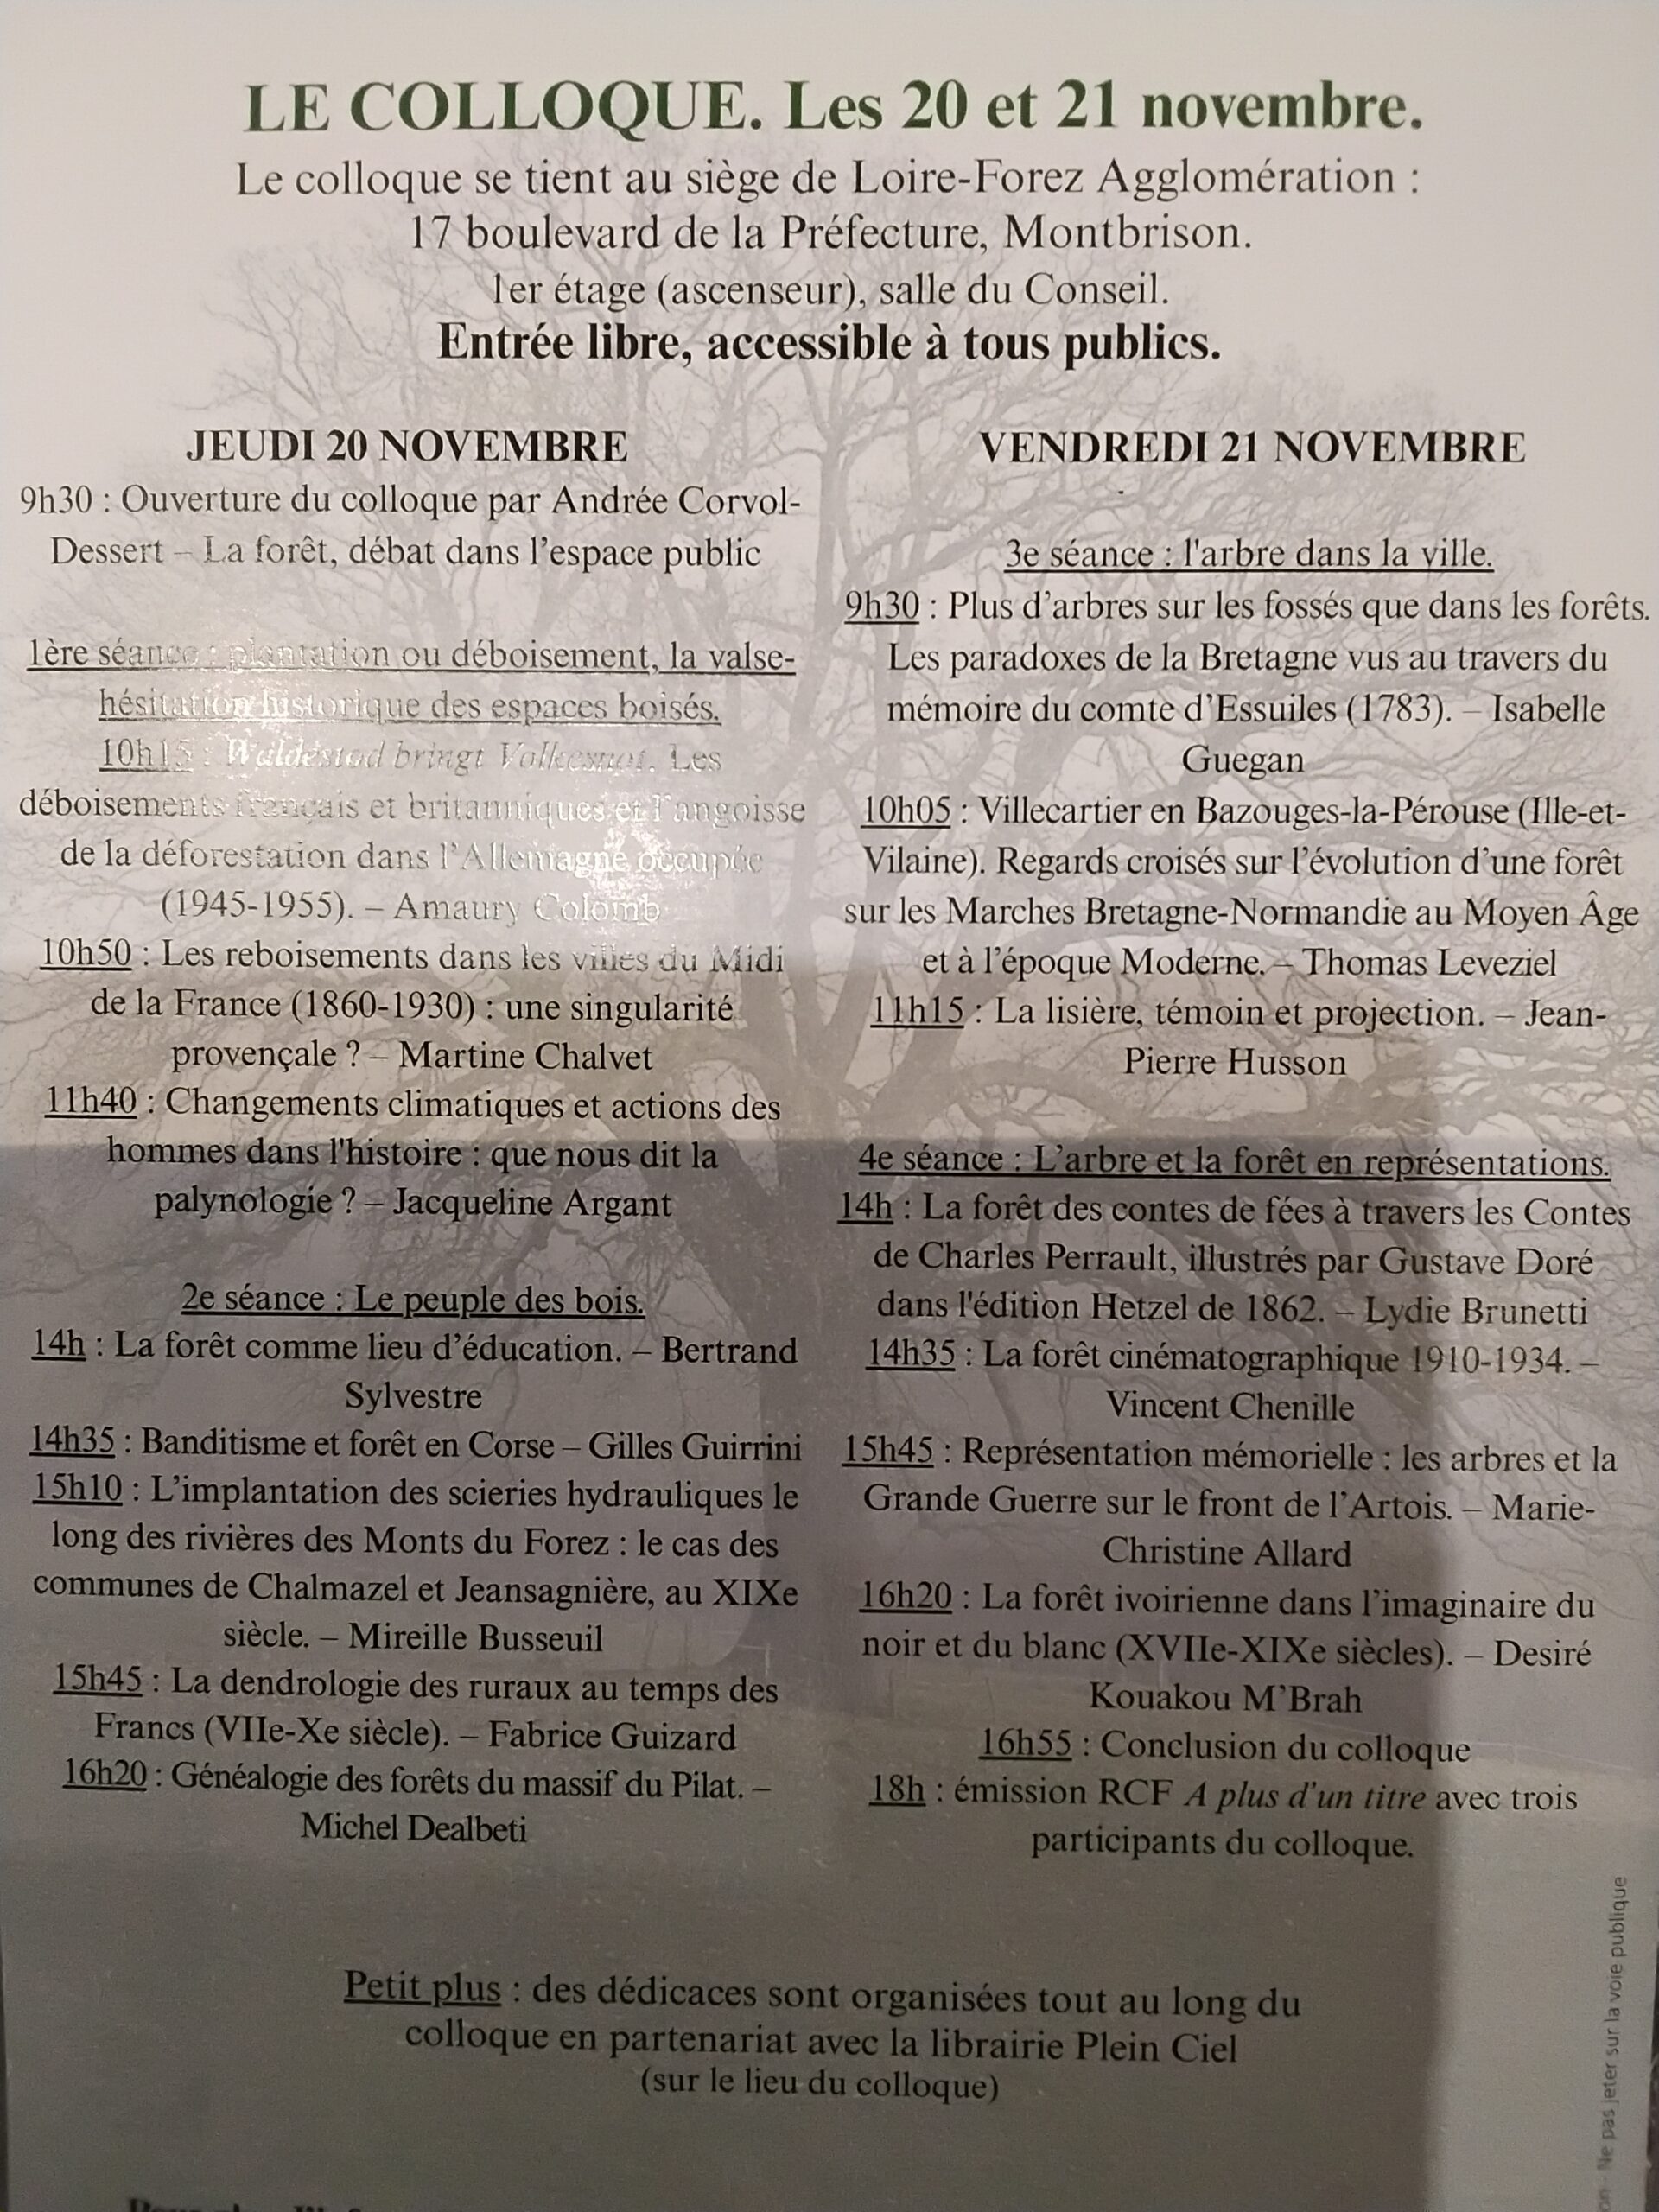 LE COLLOQUE. Les 20 et 21 novembre.
Le colloque se tient au siège de Loire-Forez Agglomération :
17 boulevard de la Préfecture, Montbrison.
1er étage (ascenseur), salle du Conseil.
Entrée libre, accessible à tous publics.
JEUDI 20 NOVEMBRE
9h30 : Ouverture du colloque par Andrée Corvol-
Dessert – La forêt, débat dans l’espace public
1ère séance : plantation ou déboisement, la valse-
hésitation historique des espaces boisés.
10h15 : Waldestod bringt Volkesnot. Les
déboisements français et britanniques et l’angoisse
de la déforestation dans l’Allemagne occupée
(1945-1955). – Amaury Colomb
10h50 : Les reboisements dans les villes du Midi
de la France (1860-1930) : une singularité
provençale ? – Martine Chalvet
11h40 : Changements climatiques et actions des
hommes dans l'histoire : que nous dit la
palynologie ? – Jacqueline Argant
2e séance : Le peuple des bois.
14h : La forêt comme lieu d’éducation. – Bertrand
Sylvestre
14h35 : Banditisme et forêt en Corse – Gilles Guirrini
15h10 : L’implantation des scieries hydrauliques le
long des rivières des Monts du Forez : le cas des
communes de Chalmazel et Jeansagnière, au XIXe
siècle. – Mireille Busseuil
15h45 : La dendrologie des ruraux au temps des
Francs (VIIe-Xe siècle). – Fabrice Guizard
16h20 : Généalogie des forêts du massif du Pilat. –
Michel Dealbeti
VENDREDI 21 NOVEMBRE
3e séance : l'arbre dans la ville.
9h30 : Plus d’arbres sur les fossés que dans les forêts.
Les paradoxes de la Bretagne vus au travers du
mémoire du comte d’Essuiles (1783). – Isabelle
Guegan
10h05 : Villecartier en Bazouges-la-Pérouse (Ille-et-
Vilaine). Regards croisés sur l’évolution d’une forêt
sur les Marches Bretagne-Normandie au Moyen Âge
et à l’époque Moderne. – Thomas Leveziel
11h15 : La lisière, témoin et projection. – Jean-
Pierre Husson
4e séance : L’arbre et la forêt en représentations.
14h : La forêt des contes de fées à travers les Contes
de Charles Perrault, illustrés par Gustave Doré
dans l'édition Hetzel de 1862. – Lydie Brunetti
14h35 : La forêt cinématographique 1910-1934. –
Vincent Chenille
15h45 : Représentation mémorielle : les arbres et la
Grande Guerre sur le front de l’Artois. – Marie-
Christine Allard
16h20 : La forêt ivoirienne dans l’imaginaire du
noir et du blanc (XVIIe-XIXe siècles). – Desiré
Kouakou M’Brah
16h55 : Conclusion du colloque
18h : émission RCF A plus d’un titre avec trois
participants du colloque.
Petit plus : des dédicaces sont organisées tout au long du
colloque en partenariat avec la librairie Plein Ciel
(sur le lieu du colloque)
Ne pas jeter sur la voie publique